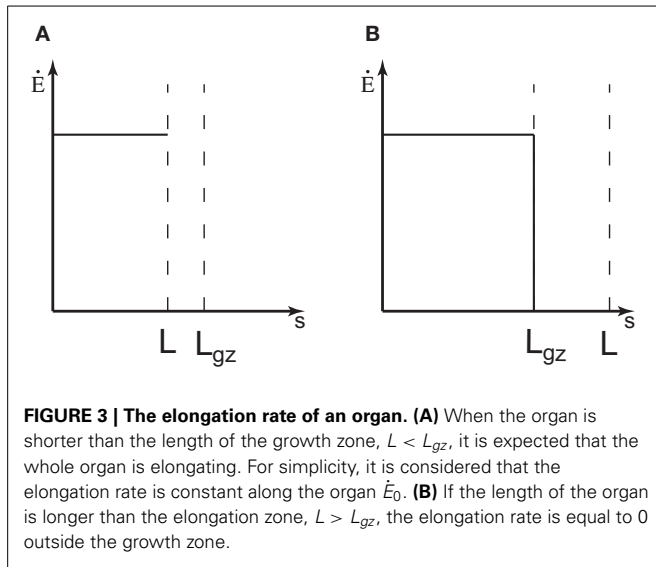 A
B
Ė
Ė
L
L_gz
s
L_gz
L
s
FIGURE 3 | The elongation rate of an organ. (A) When the organ is
shorter than the length of the growth zone, L < L_gz, it is expected that the
whole organ is elongating. For simplicity, it is considered that the
elongation rate is constant along the organ Ė_0. (B) If the length of the organ
is longer than the elongation zone, L > L_gz, the elongation rate is equal to 0
outside the growth zone.